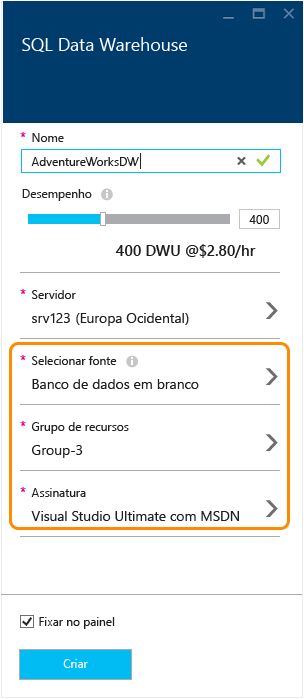 SQL Data Warehouse
* Nome
AdventureWorksDW
Desempenho
400
400 DWU @$2.80/hr
* Servidor
srv123 (Europa Ocidental)
* Selecionar fonte
Banco de dados em branco
* Grupo de recursos
Group-3
* Assinatura
Visual Studio Ultimate com MSDN
Fixar no painel
Criar